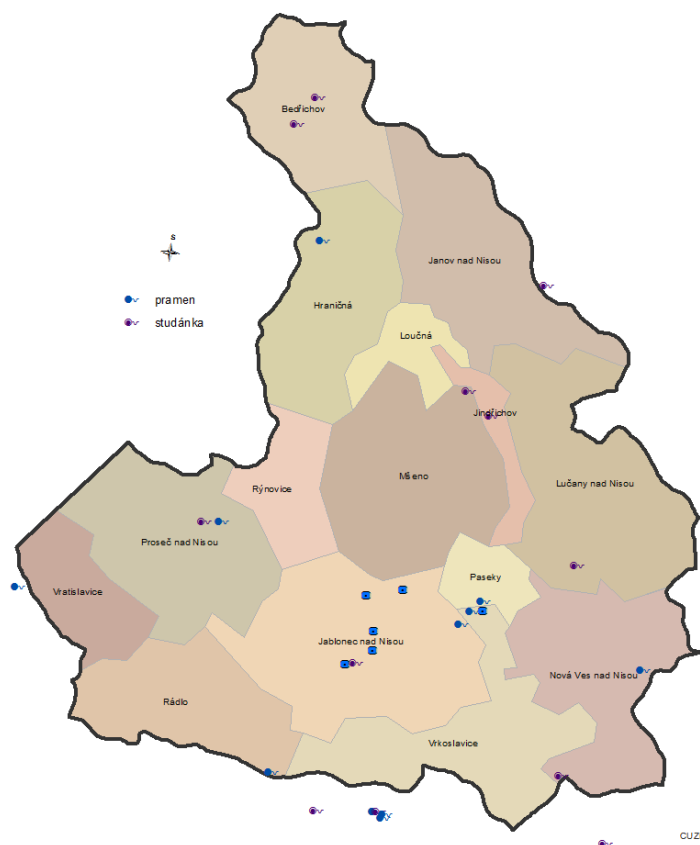 Bedřichov
s
Janov nad Nisou
pramen
Hraničná
studánka
Loučná
Jindřichov
Mšeno
Rýnovice
Lučany nad Nisou
Proseč nad Nisou
Paseky
Vratislavice
Jablonec nad Nisou
Nová Ves nad Nisou
Rádlo
Vrkoslavice